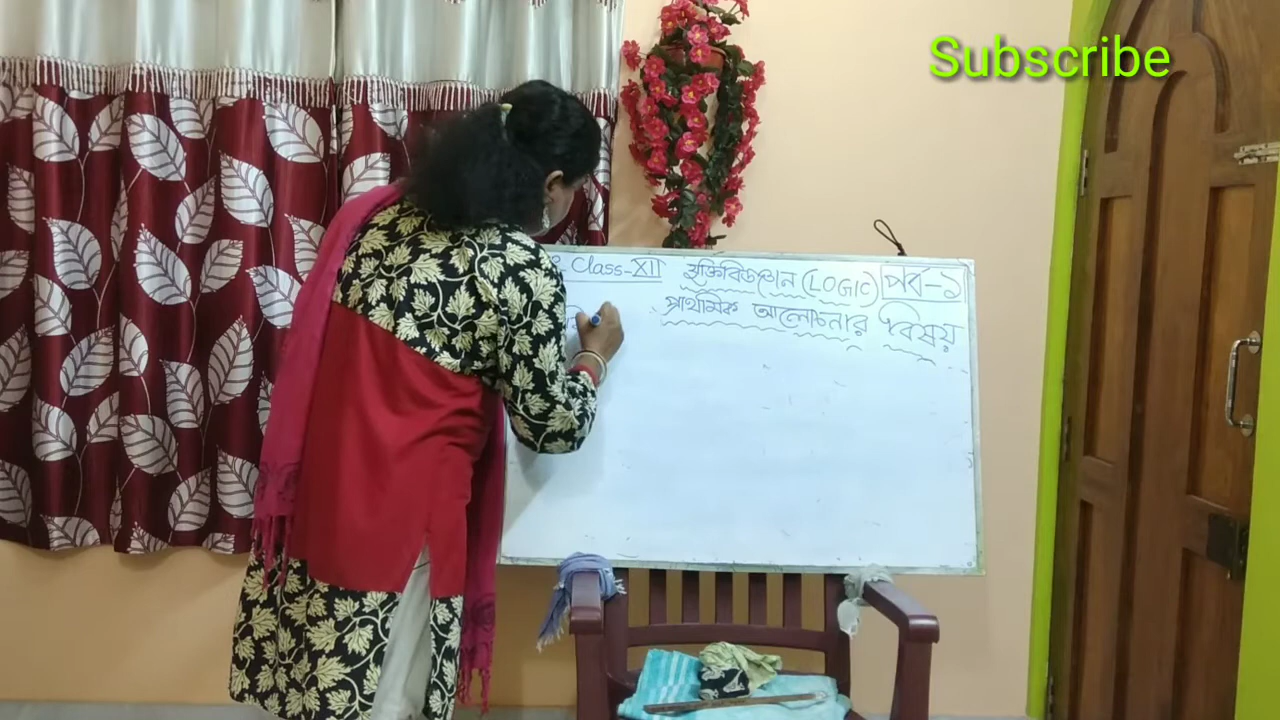 Subscribe
Class-XII যুক্তিবিজ্ঞান (LOGIC) পর্ব-১
প্রাথমিক আলোচনার বিষয়